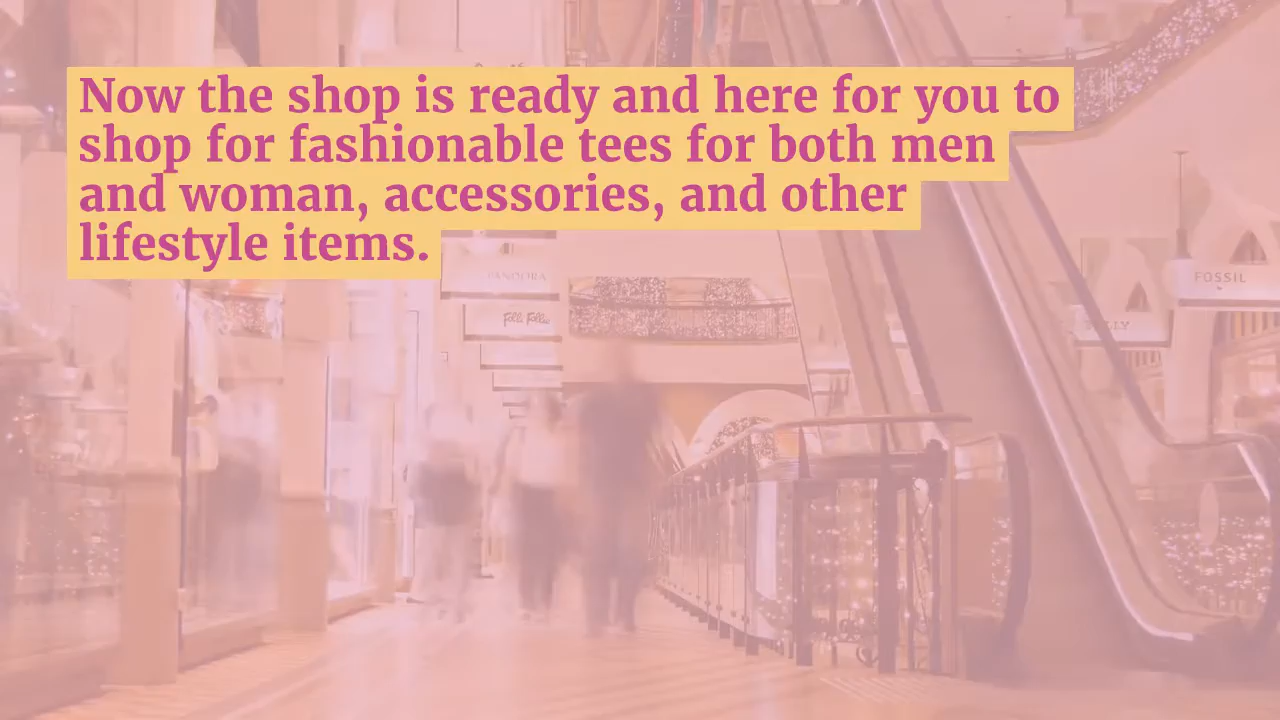 Now the shop is ready and here for you to
shop for fashionable tees for both men
and woman, accessories, and other
lifestyle items.
PANDORA
Folli Follie
FOSSIL